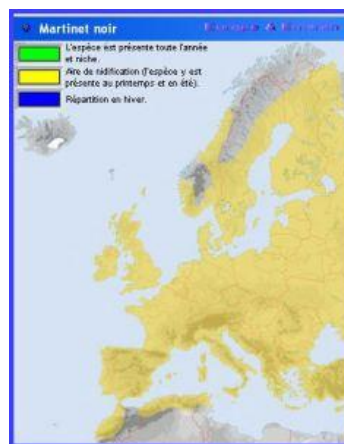 Martinet noir
L'espèce est présente toute l'année
et niche.
Aire de nidification (l'espèce y est
présente au printemps et en été).
Répartition en hiver.